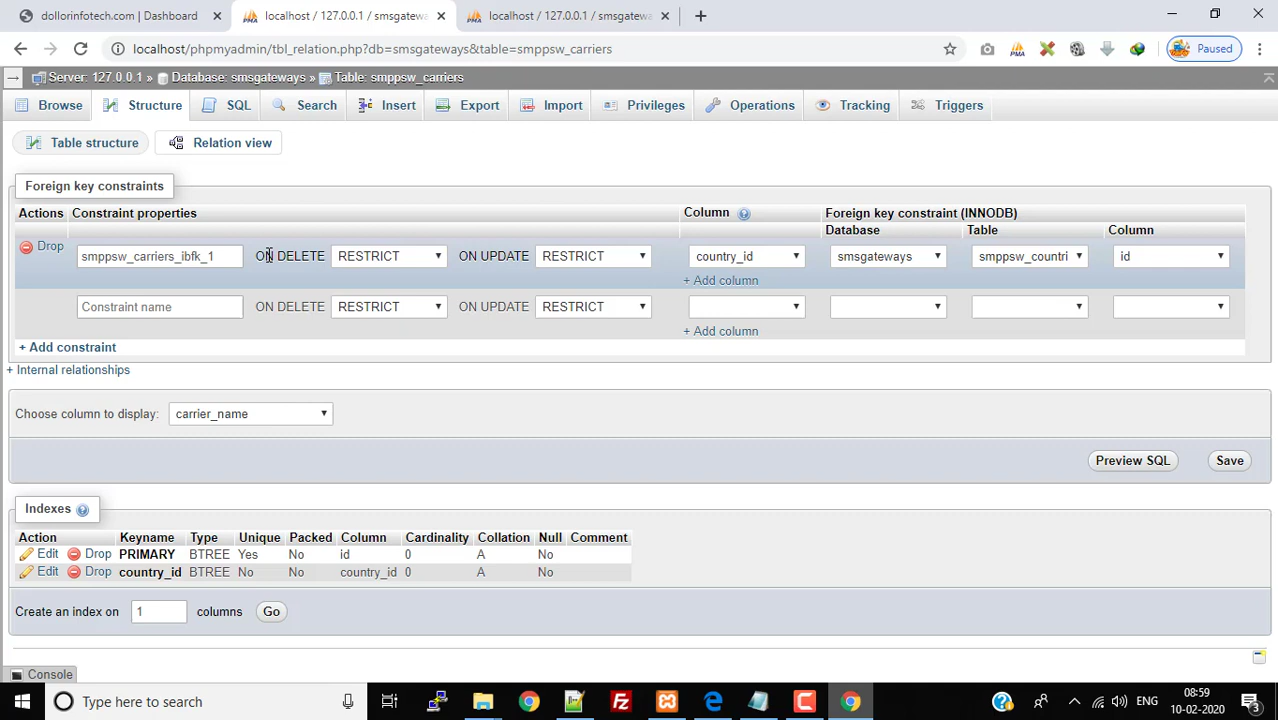 dollorinfotech.com | Dashboard
localhost / 127.0.0.1 / smsgateway
localhost / 127.0.0.1 / smsgateway
localhost/phpmyadmin/tbl_relation.php?db=smsgateways&table=smppsw_carriers
Paused
Server: 127.0.0.1 » Database: smsgateways » Table: smppsw_carriers
Browse Structure SQL Search Insert Export Import Privileges Operations Tracking Triggers
Table structure Relation view
Foreign key constraints
Actions Constraint properties Column Foreign key constraint (INNODB)
Database Table Column
Drop smppsw_carriers_ibfk_1 ON DELETE RESTRICT ON UPDATE RESTRICT country_id smsgateways smppsw_countri id
+ Add column
Constraint name ON DELETE RESTRICT ON UPDATE RESTRICT
+ Add column
+ Add constraint
+ Internal relationships
Choose column to display: carrier_name
Preview SQL Save
Indexes
Action Keyname Type Unique Packed Column Cardinality Collation Null Comment
Edit Drop PRIMARY BTREE Yes No id 0 A No
Edit Drop country_id BTREE No No country_id 0 A No
Create an index on 1 columns Go
Console
Type here to search
ENG
08:59
10-02-2020
3